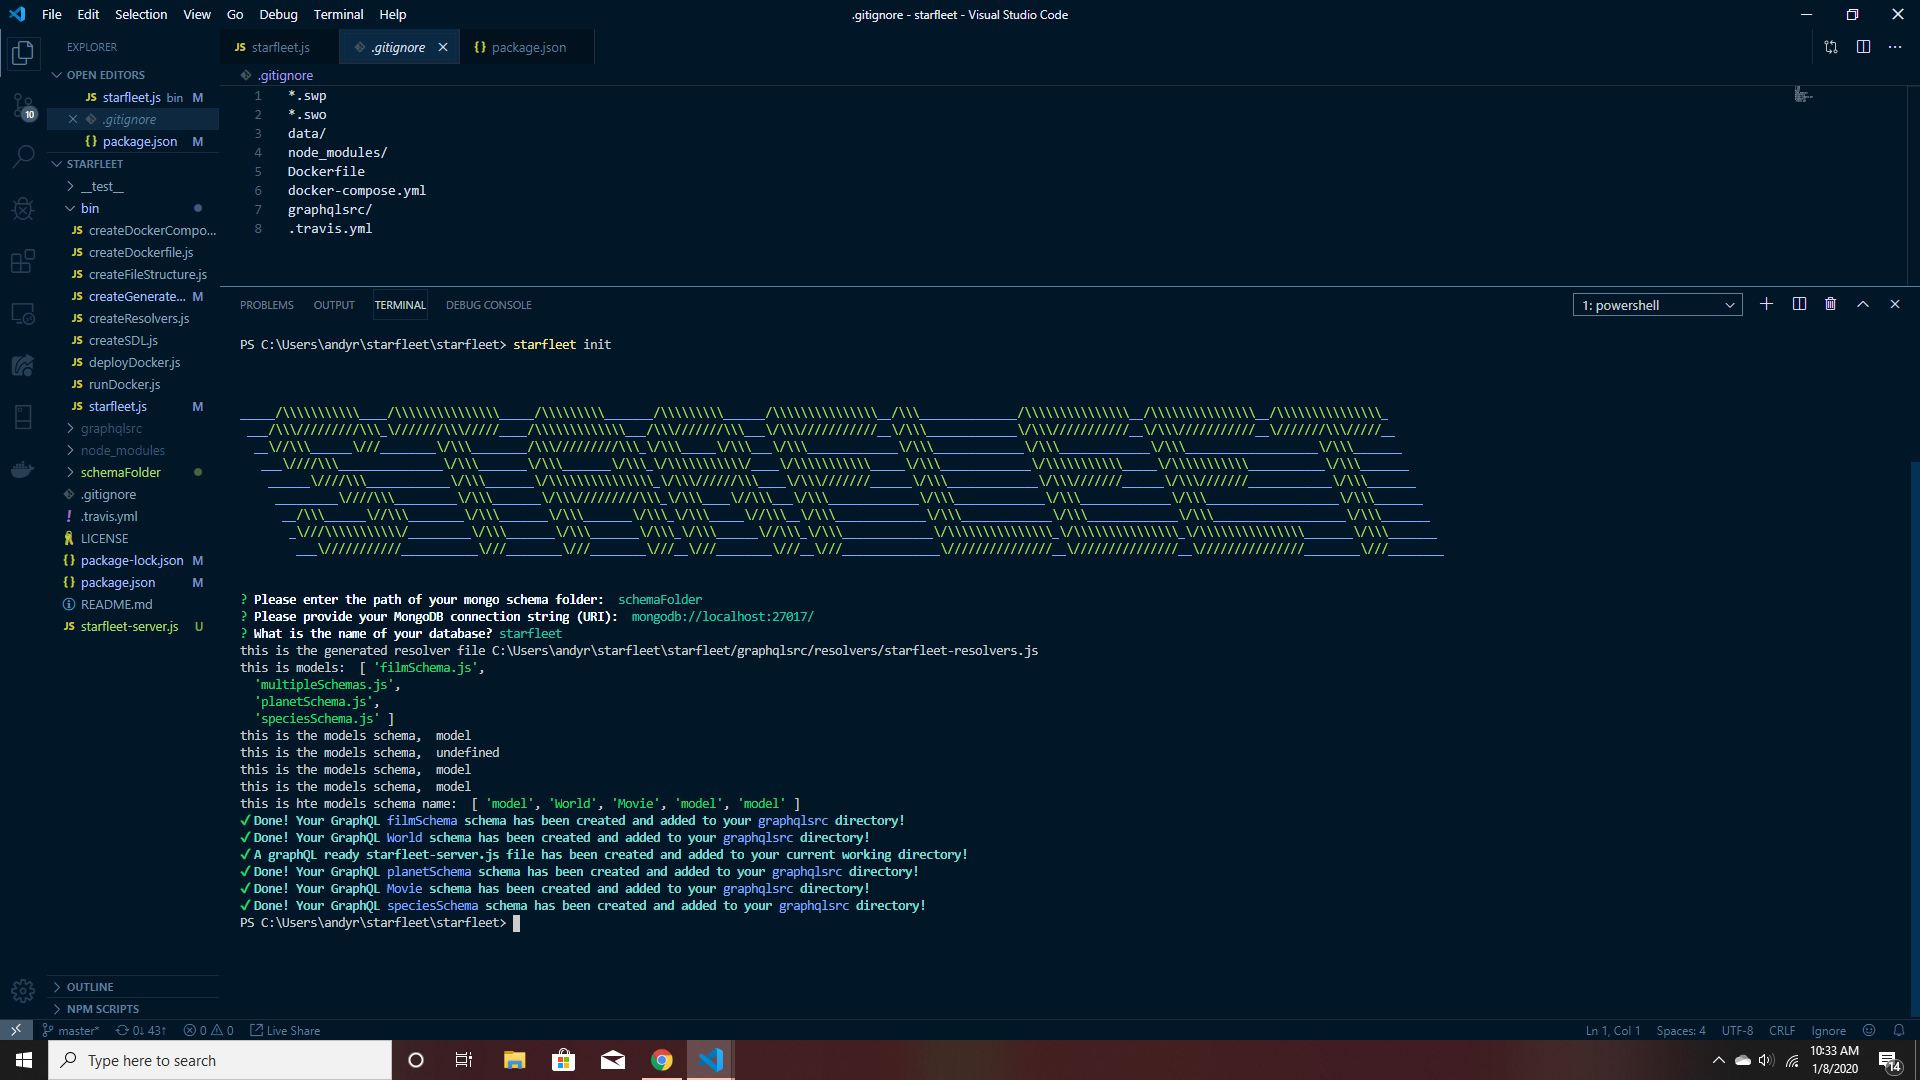 File Edit Selection View Go Debug Terminal Help
.gitignore - starfleet - Visual Studio Code
EXPLORER
OPEN EDITORS
JS starfleet.js bin M
.gitignore
{} package.json M
10
STARFLEET
__test__
bin
JS createDockerCompo...
JS createDockerfile.js
JS createFileStructure.js
JS createGenerate... M
JS createResolvers.js
JS createSDL.js
JS deployDocker.js
JS runDocker.js
JS starfleet.js M
graphqlsrc
node_modules
schemaFolder
.gitignore
! .travis.yml
LICENSE
{} package-lock.json M
{} package.json M
README.md
JS starfleet-server.js U
OUTLINE
NPM SCRIPTS
JS starfleet.js
.gitignore
{} package.json
.gitignore
1 *.swp
2 *.swo
3 data/
4 node_modules/
5 Dockerfile
6 docker-compose.yml
7 graphqlsrc/
8 .travis.yml
PROBLEMS OUTPUT TERMINAL DEBUG CONSOLE
1: powershell
PS C:\Users\andyr\starfleet\starfleet> starfleet init
STARFLEET
? Please enter the path of your mongo schema folder: schemaFolder
? Please provide your MongoDB connection string (URI): mongodb://localhost:27017/
? What is the name of your database? starfleet
this is the generated resolver file C:\Users\andyr\starfleet\starfleet/graphqlsrc/resolvers/starfleet-resolvers.js
this is models: [ 'filmSchema.js',
'multipleSchemas.js',
'planetSchema.js',
'speciesSchema.js' ]
this is the models schema, model
this is the models schema, undefined
this is the models schema, model
this is the models schema, model
this is hte models schema name: [ 'model', 'World', 'Movie', 'model', 'model' ]
✓ Done! Your GraphQL filmSchema schema has been created and added to your graphqlsrc directory!
✓ Done! Your GraphQL World schema has been created and added to your graphqlsrc directory!
✓ A graphQL ready starfleet-server.js file has been created and added to your current working directory!
✓ Done! Your GraphQL planetSchema schema has been created and added to your graphqlsrc directory!
✓ Done! Your GraphQL Movie schema has been created and added to your graphqlsrc directory!
✓ Done! Your GraphQL speciesSchema schema has been created and added to your graphqlsrc directory!
PS C:\Users\andyr\starfleet\starfleet>
master* 0↓ 43↑ 0 0 Live Share
Ln 1, Col 1 Spaces: 4 UTF-8 CRLF Ignore
Type here to search
10:33 AM
1/8/2020
14